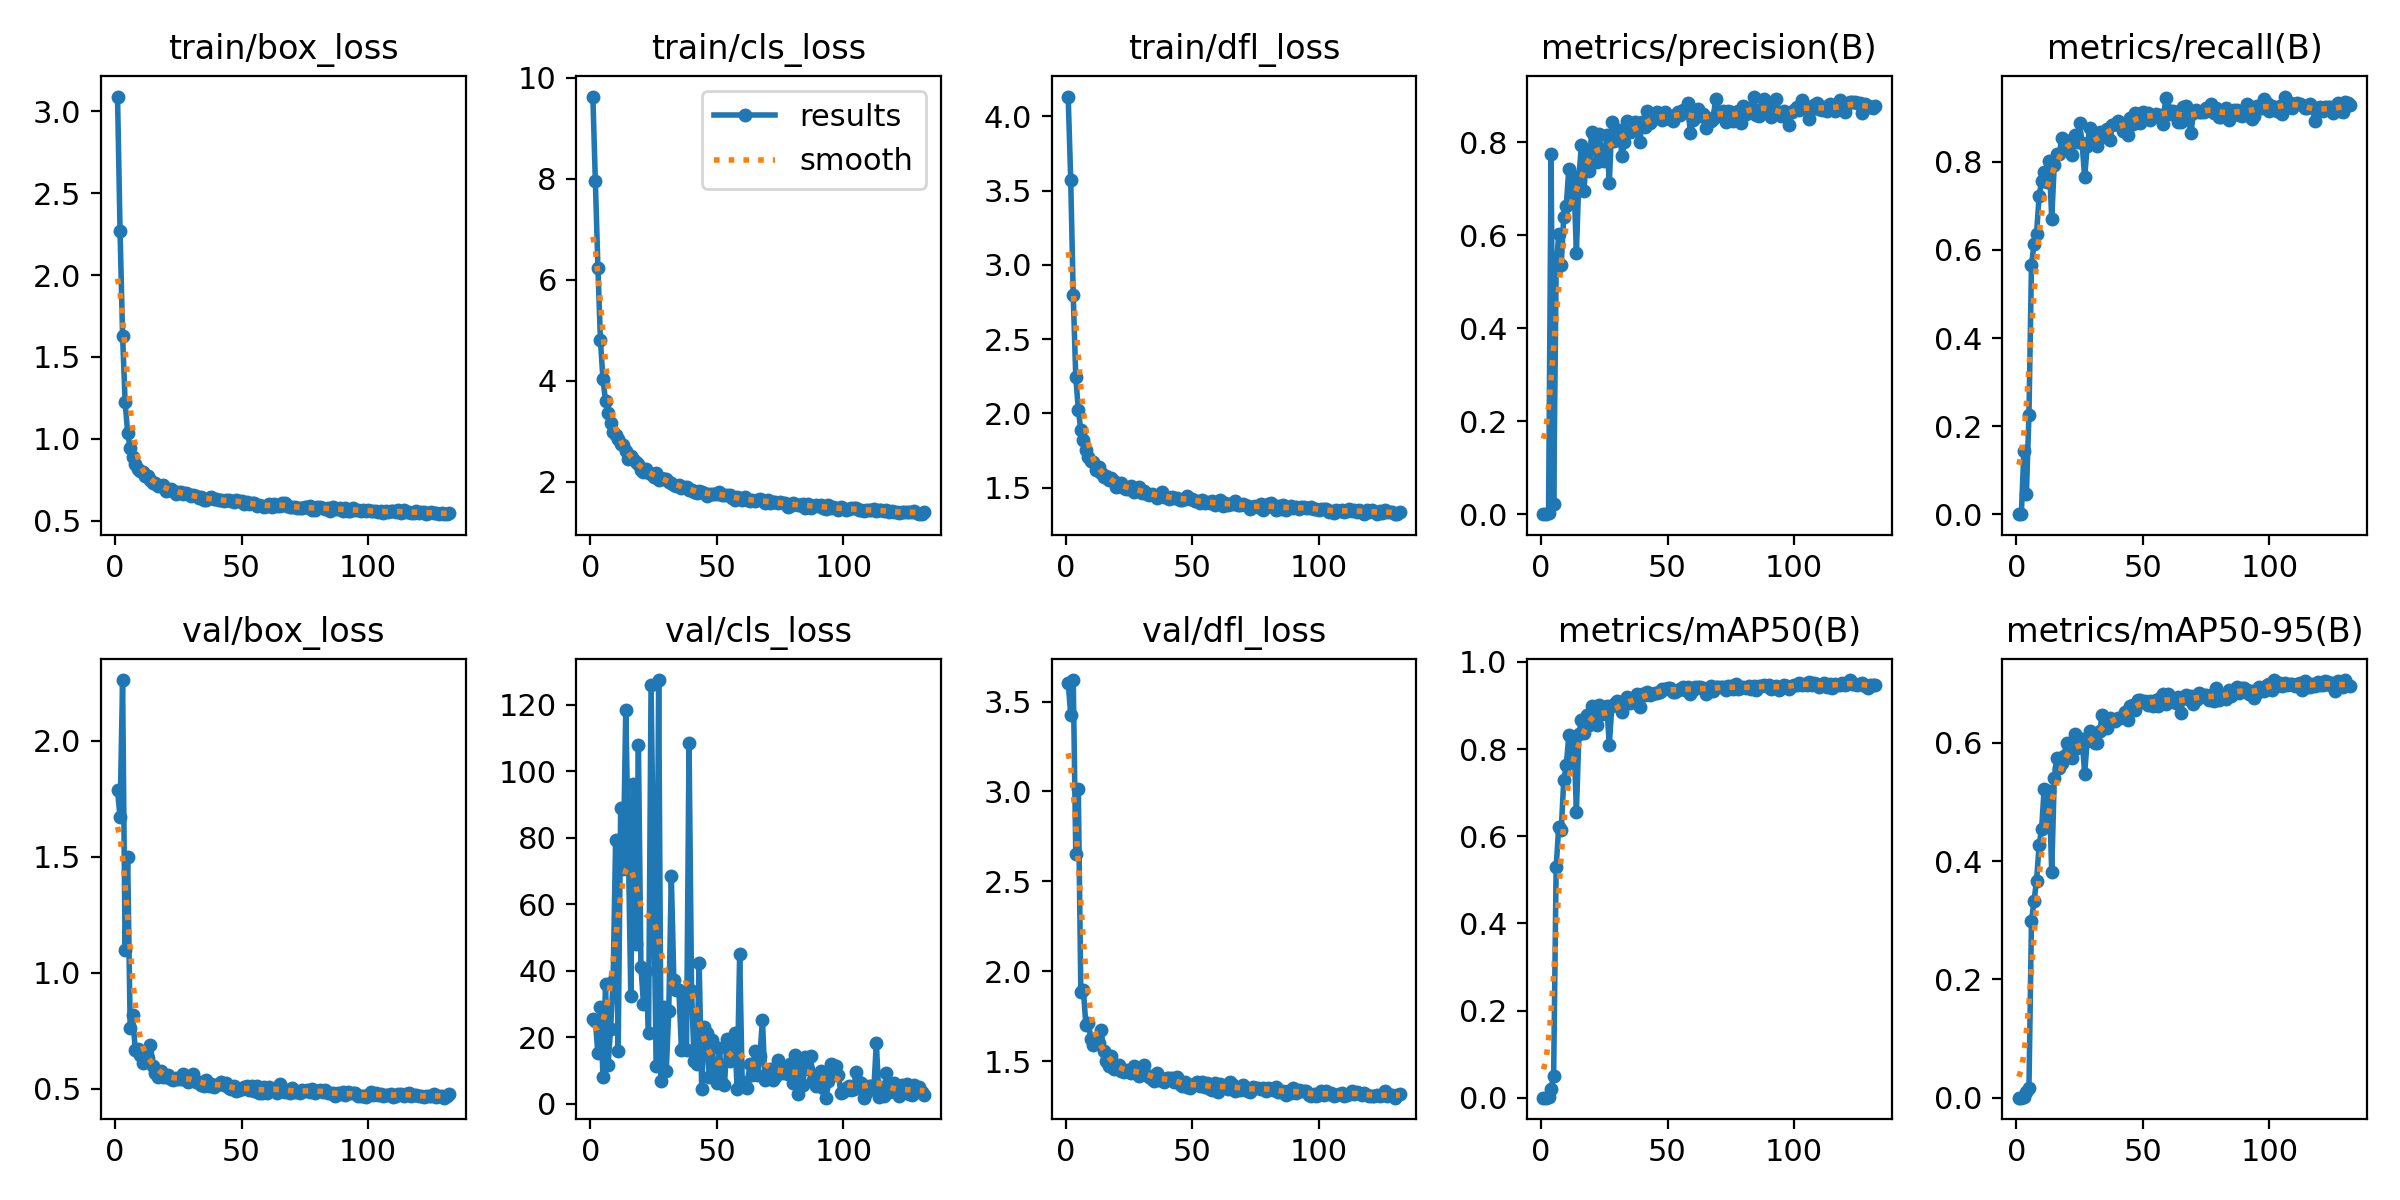 train/box_loss
3.0
2.5
2.0
1.5
1.0
0.5
0 50 100
train/cls_loss
results
smooth
10
8
6
4
2
0 50 100
train/dfl_loss
4.0
3.5
3.0
2.5
2.0
1.5
0 50 100
metrics/precision(B)
0.8
0.6
0.4
0.2
0.0
0 50 100
metrics/recall(B)
0.8
0.6
0.4
0.2
0.0
0 50 100
val/box_loss
2.0
1.5
1.0
0.5
0 50 100
val/cls_loss
120
100
80
60
40
20
0
0 50 100
val/dfl_loss
3.5
3.0
2.5
2.0
1.5
0 50 100
metrics/mAP50(B)
1.0
0.8
0.6
0.4
0.2
0.0
0 50 100
metrics/mAP50-95(B)
0.6
0.4
0.2
0.0
0 50 100